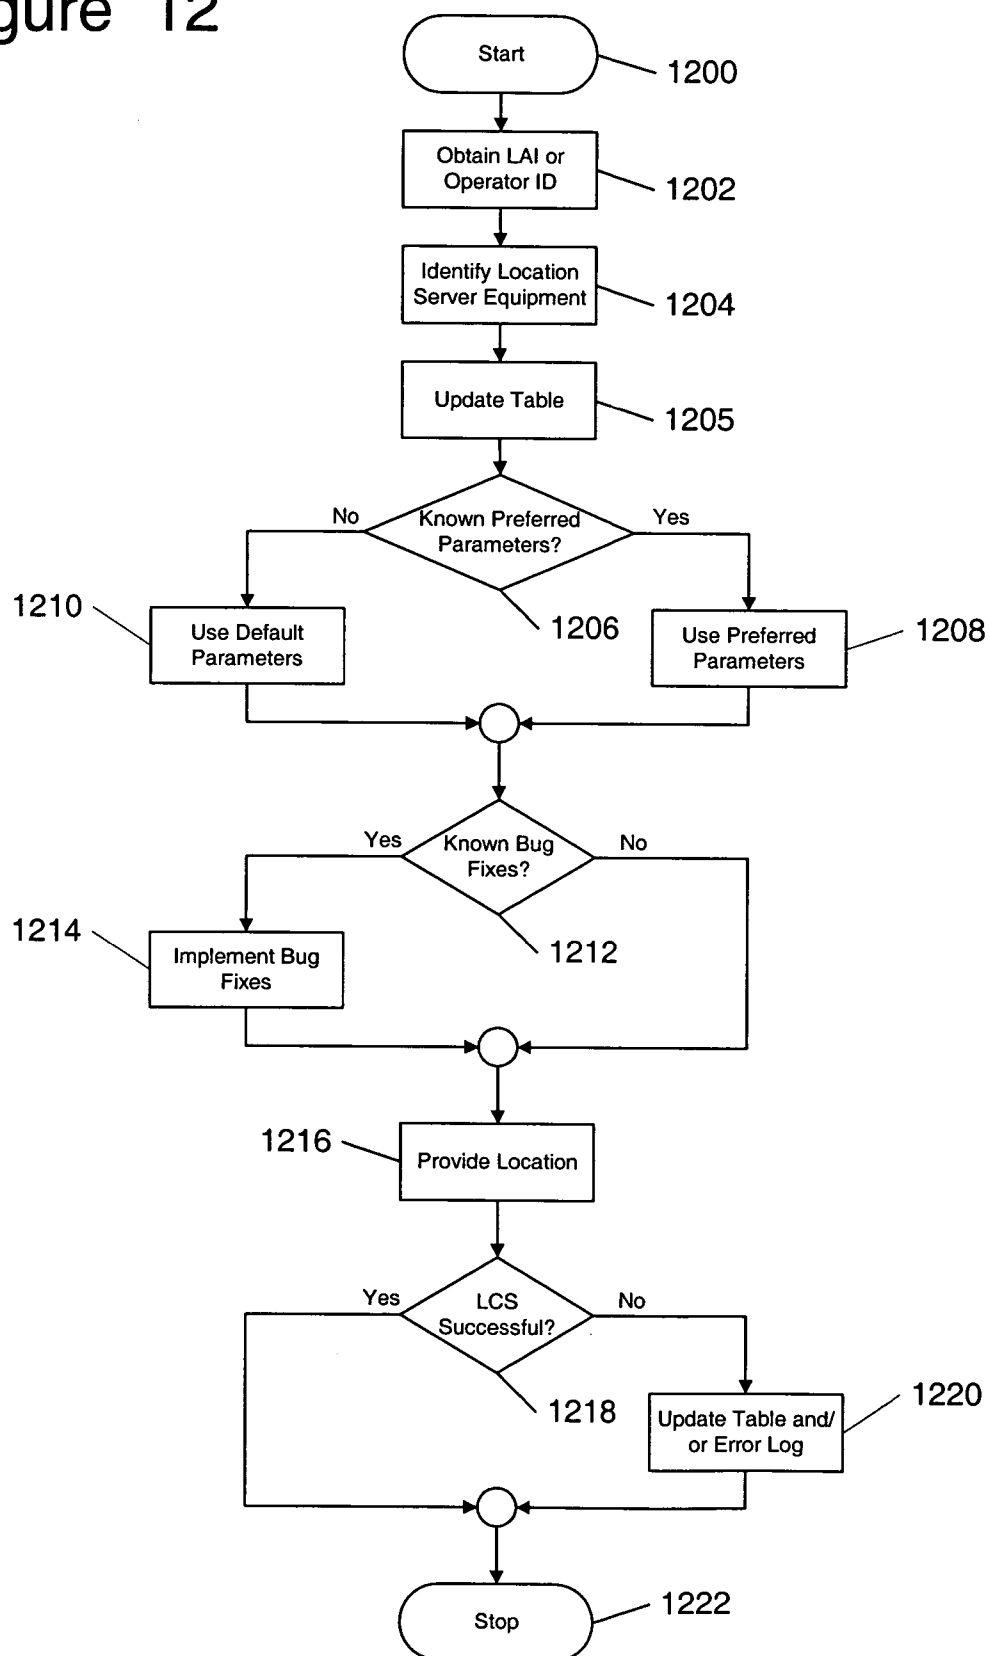 gure 12
Start
1200
Obtain LAI or
Operator ID
1202
Identify Location
Server Equipment
1204
Update Table
1205
No
Known Preferred
Parameters?
Yes
1206
1210
Use Default
Parameters
Use Preferred
Parameters
1208
Yes
Known Bug
Fixes?
No
1212
1214
Implement Bug
Fixes
1216
Provide Location
Yes
LCS
Successful?
No
1218
Update Table and/
or Error Log
1220
Stop
1222